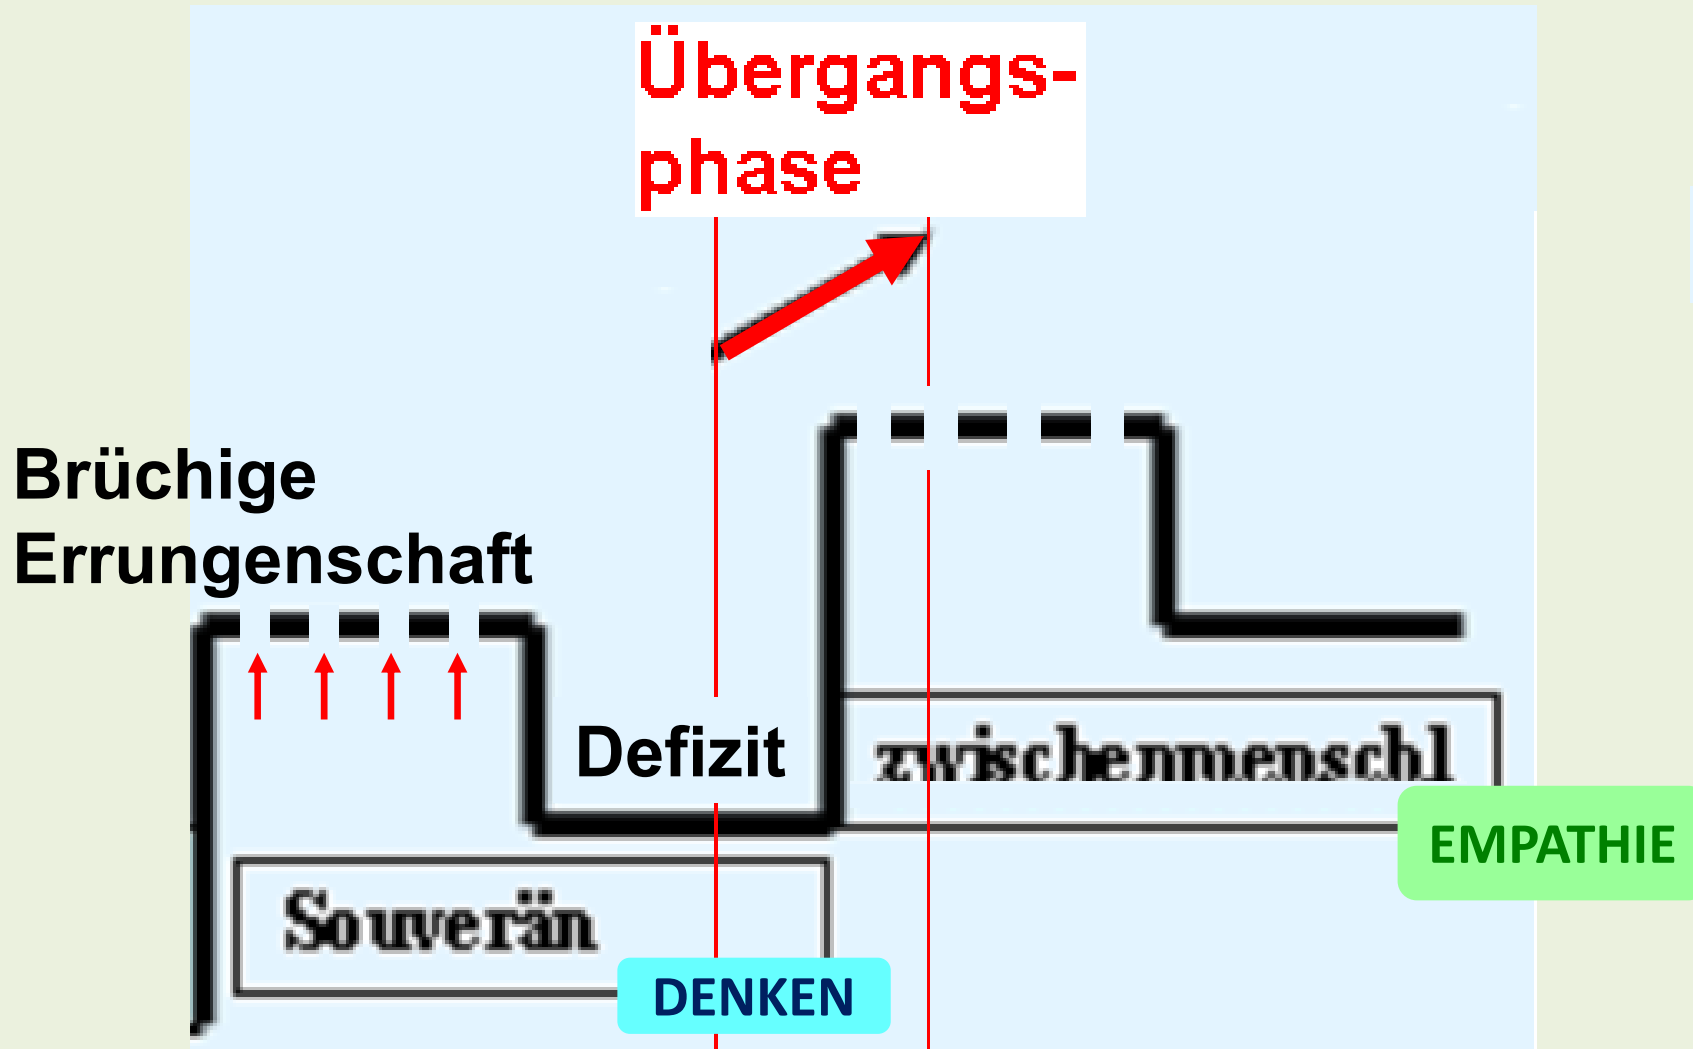 Übergangs-
phase
Brüchige
Errungenschaft
Defizit
zwischenmenschl
EMPATHIE
Souverän
DENKEN